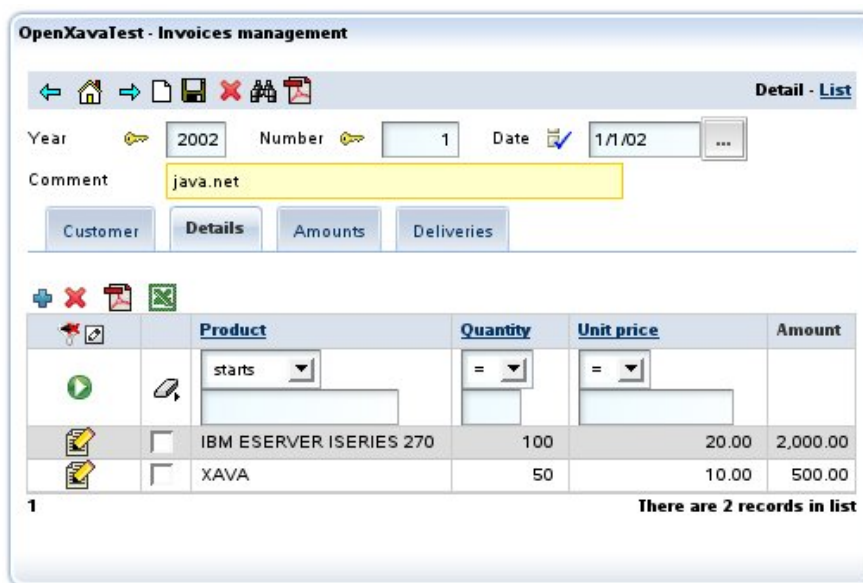 OpenXavaTest - Invoices management
Detail - List
Year 2002 Number 1 Date 1/1/02 ...
Comment java.net
Customer Details Amounts Deliveries
Product Quantity Unit price Amount
starts = =
IBM ESERVER ISERIES 270 100 20.00 2,000.00
XAVA 50 10.00 500.00
1 There are 2 records in list